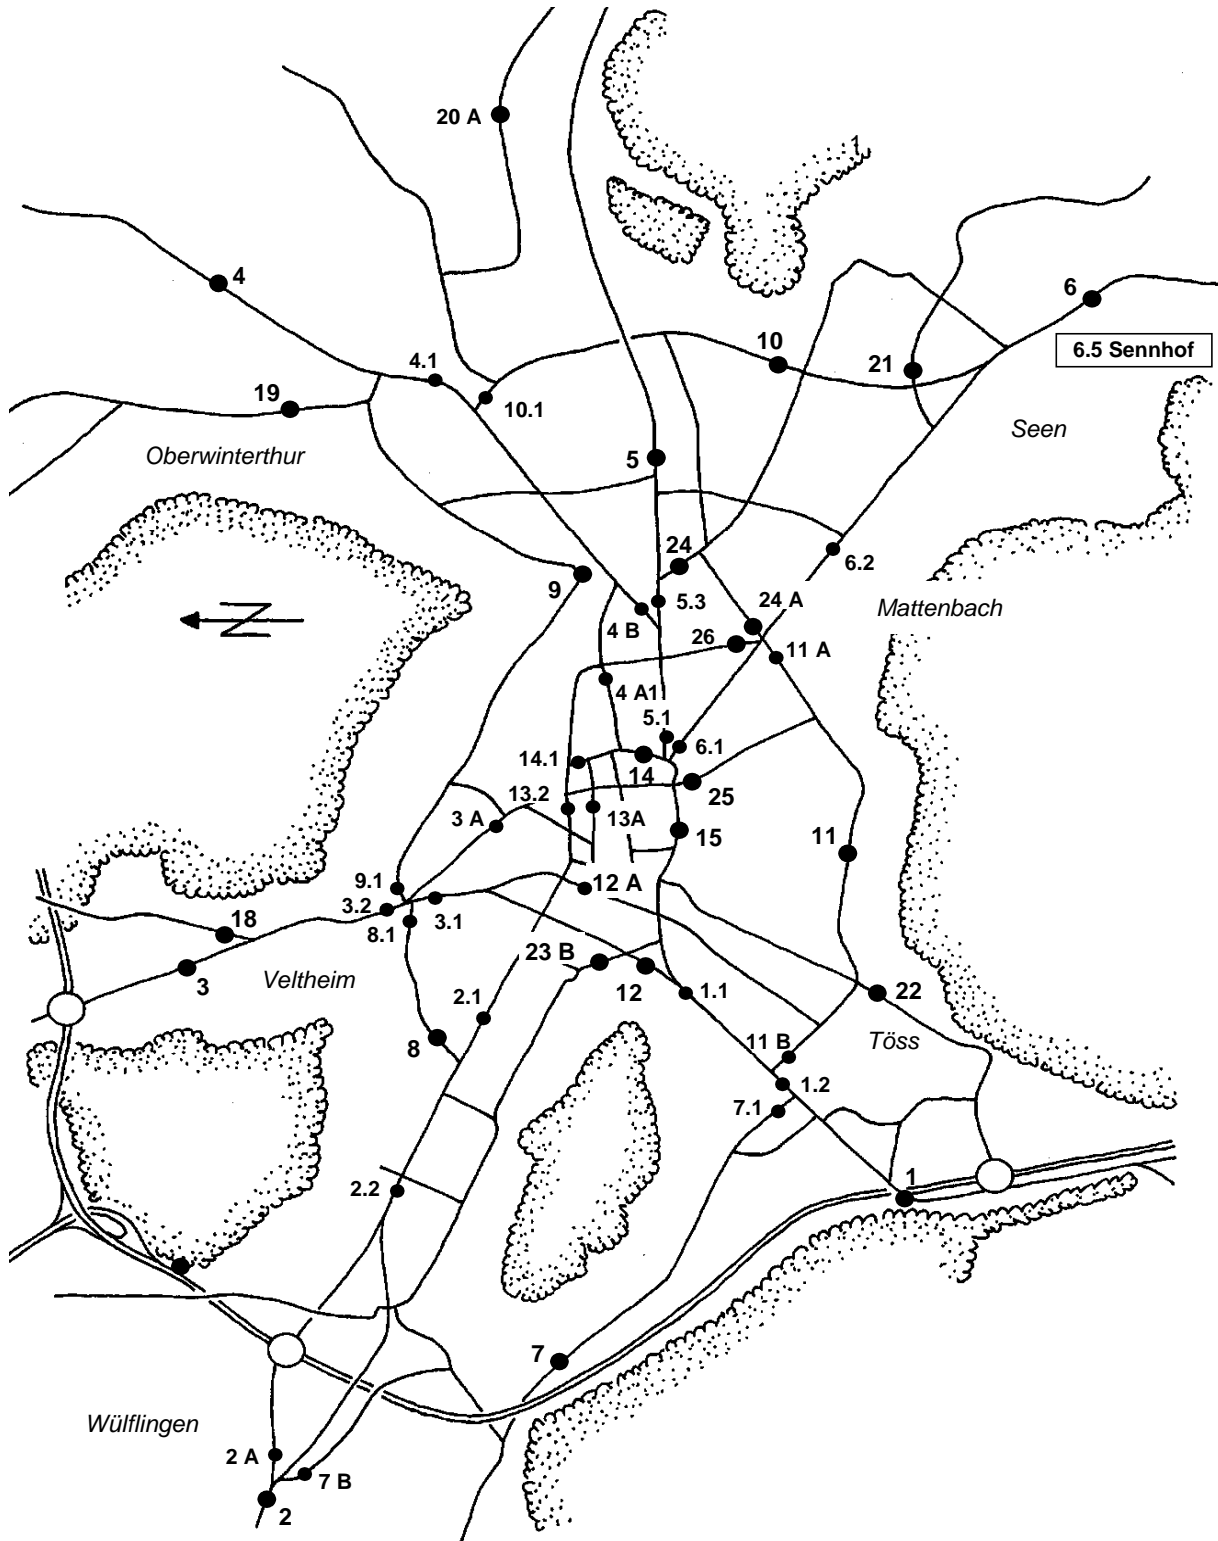 20 A
4
6
10
6.5 Sennhof
4.1
21
19
10.1
Seen
Oberwinterthur
5
24
6.2
9
5.3
24 A
Mattenbach
4 B
26
11 A
4 A1
5.1
6.1
14.1
14
25
13.2
3 A
13A
15
11
9.1
12 A
3.2
3.1
18
8.1
23 B
3
Veltheim
12
1.1
22
2.1
8
11 B
Töss
1.2
7.1
2.2
1
7
Wülflingen
2 A
7 B
2